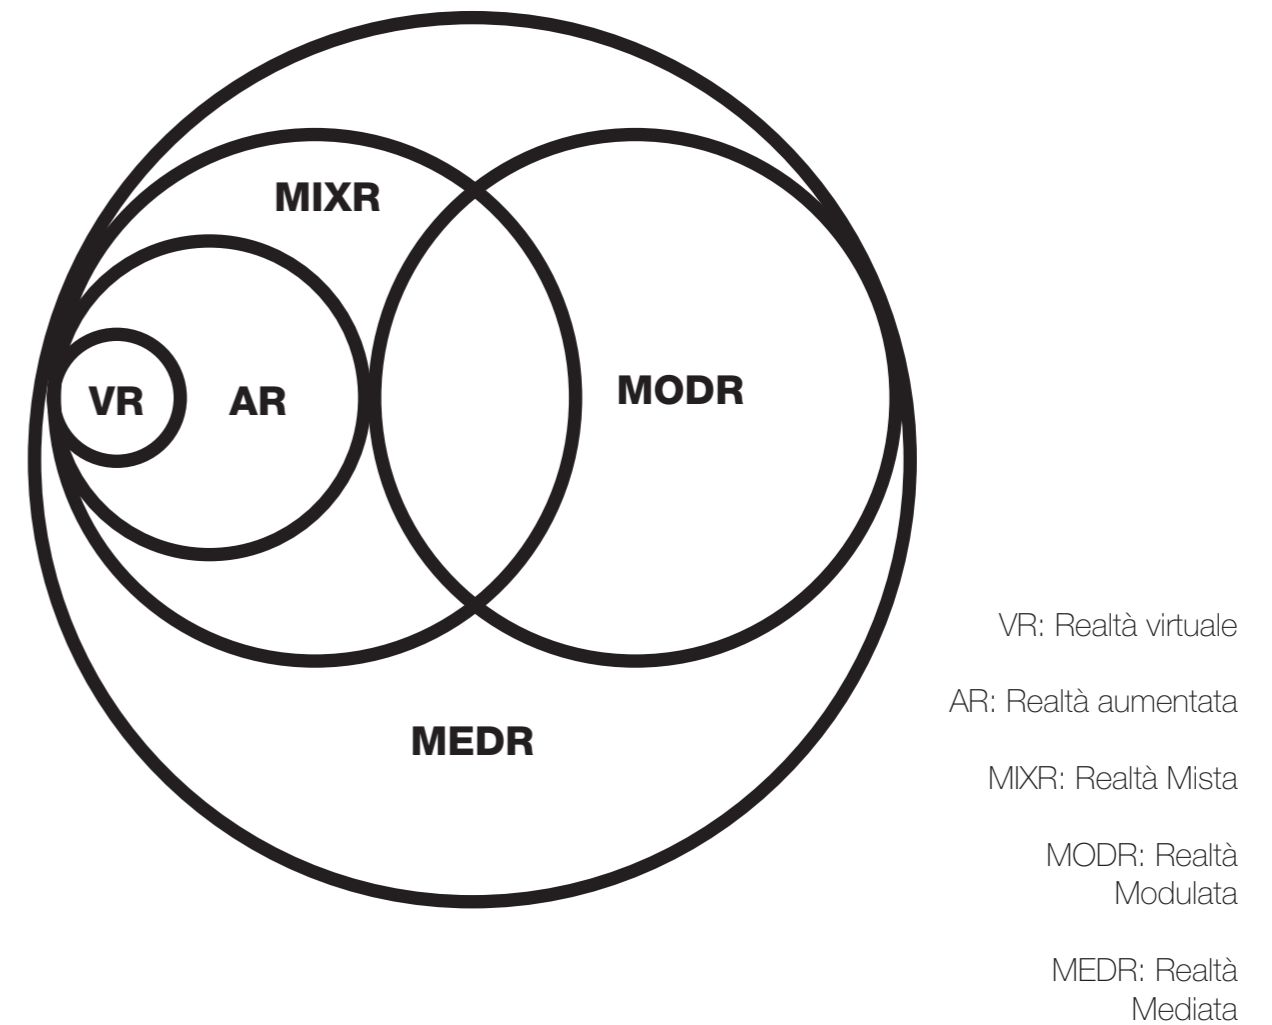 MIXR
VR
AR
MODR
MEDR
VR: Realtà virtuale
AR: Realtà aumentata
MIXR: Realtà Mista
MODR: Realtà
Modulata
MEDR: Realtà
Mediata